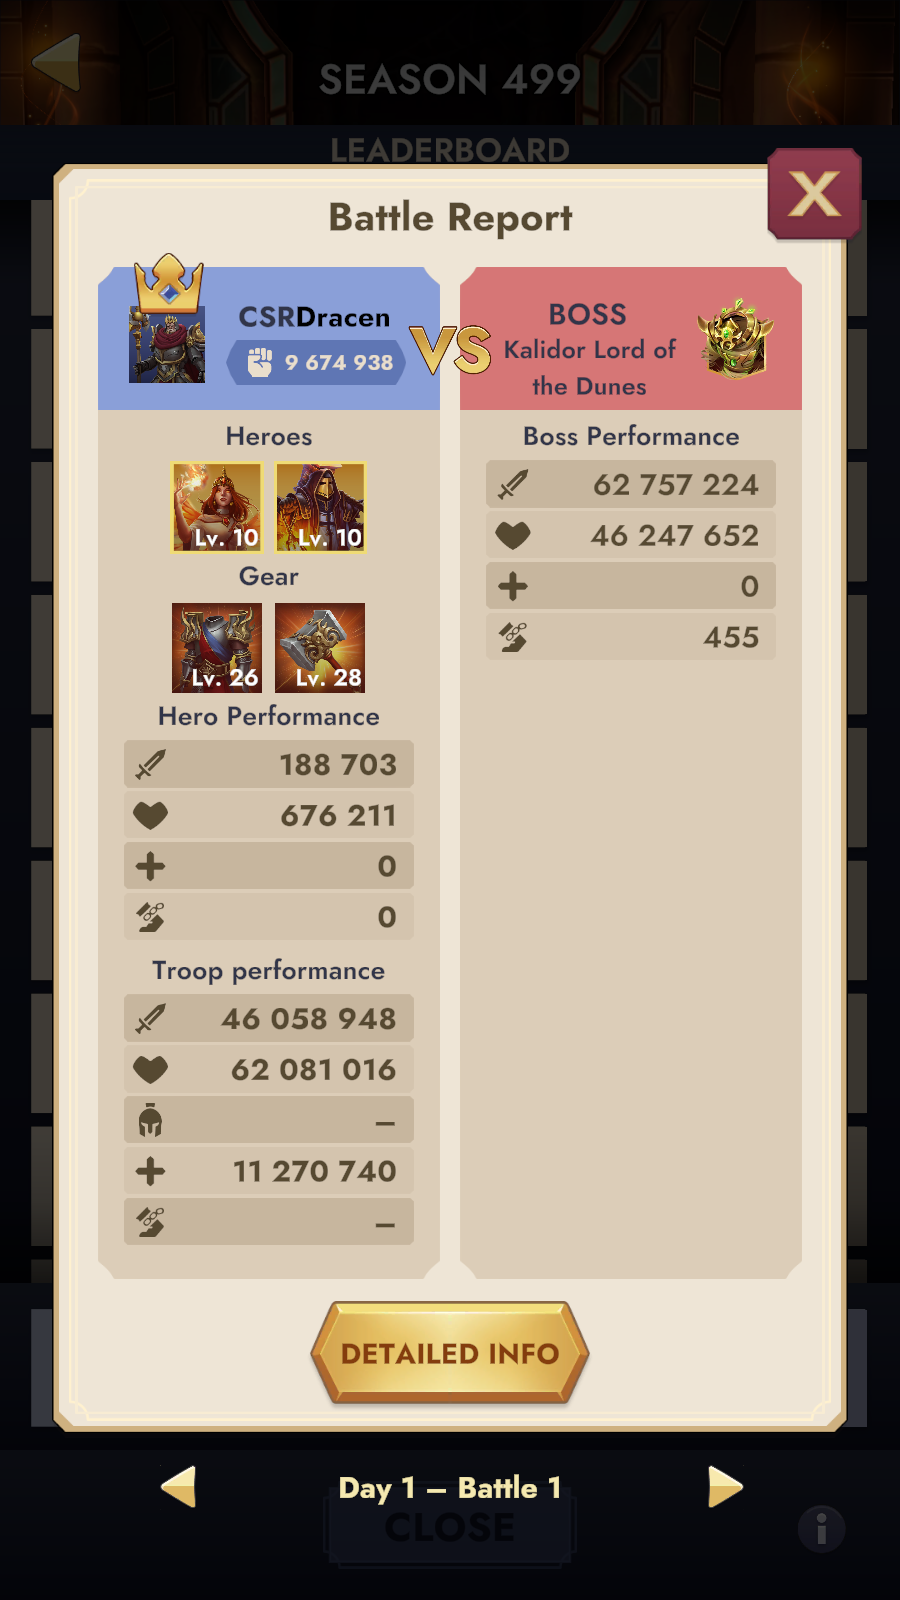 SEASON 499
LEADERBOARD
Battle Report
X
CSRDracen
9 674 938
VS
BOSS
Kalidor Lord of
the Dunes
Heroes
Lv. 10
Lv. 10
Gear
Lv. 26
Lv. 28
Hero Performance
188 703
676 211
0
0
Troop performance
46 058 948
62 081 016
–
11 270 740
–
Boss Performance
62 757 224
46 247 652
0
455
DETAILED INFO
Day 1 – Battle 1
CLOSE
i